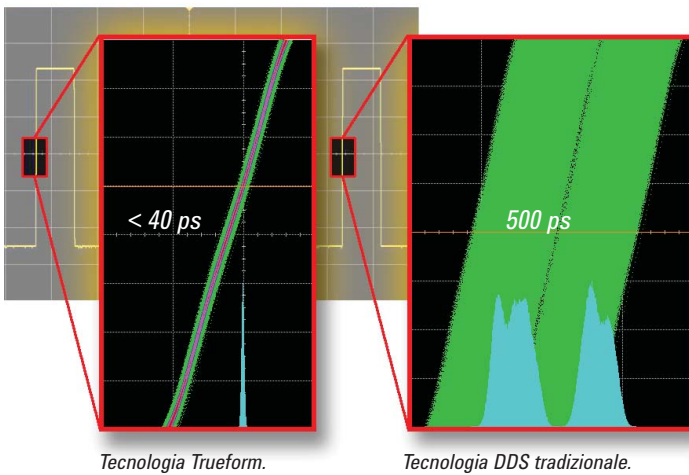 < 40 ps
500 ps
Tecnologia Trueform.
Tecnologia DDS tradizionale.